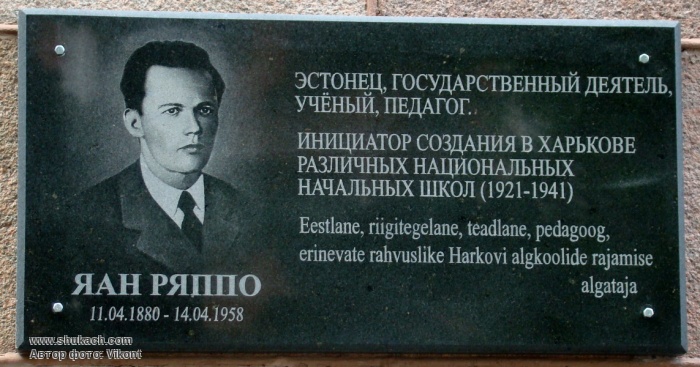 ЭСТОНЕЦ, ГОСУДАРСТВЕННЫЙ ДЕЯТЕЛЬ,
УЧЁНЫЙ, ПЕДАГОГ.
ИНИЦИАТОР СОЗДАНИЯ В ХАРЬКОВЕ
РАЗЛИЧНЫХ НАЦИОНАЛЬНЫХ
НАЧАЛЬНЫХ ШКОЛ (1921-1941)
Eestlane, riigitegelane, teadlane, pedagoog,
erinevate rahvuslike Harkovi algkoolide rajamise
algataja
ЯАН РЯППО
11.04.1880 - 14.04.1958
www.shukach.com
Автор фото: Vikont